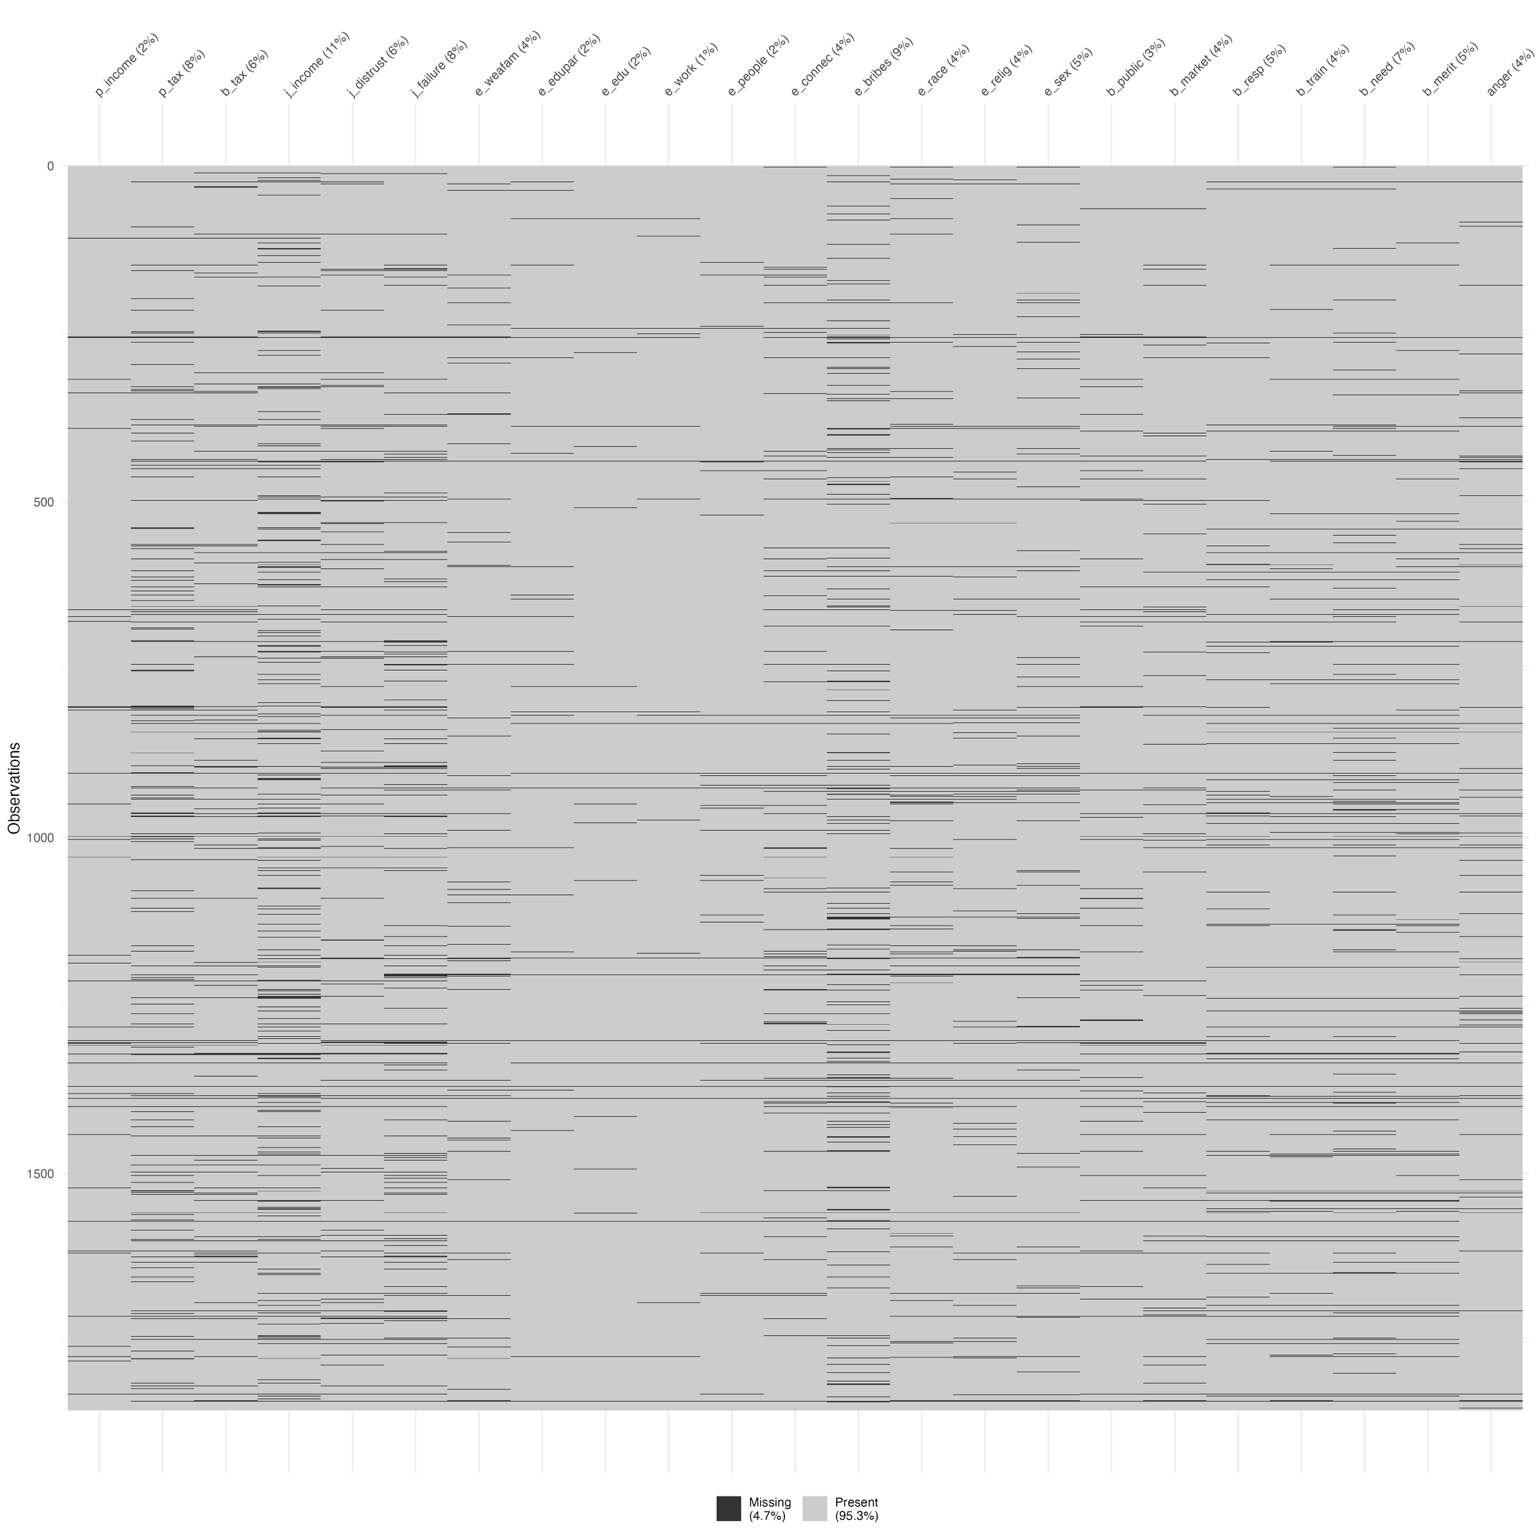 p_income (2%)
p_tax (8%)
b_tax (6%)
j_income (11%)
j_distrust (6%)
j_failure (8%)
e_weafam (4%)
e_edupar (2%)
e_edu (2%)
e_work (1%)
e_people (2%)
e_connec (4%)
e_bribes (9%)
e_race (4%)
e_relig (4%)
e_sex (5%)
b_public (3%)
b_market (4%)
b_resp (5%)
b_train (4%)
b_need (7%)
b_merit (5%)
anger (4%)
0
500
1000
1500
Observations
Missing
(4.7%)
Present
(95.3%)